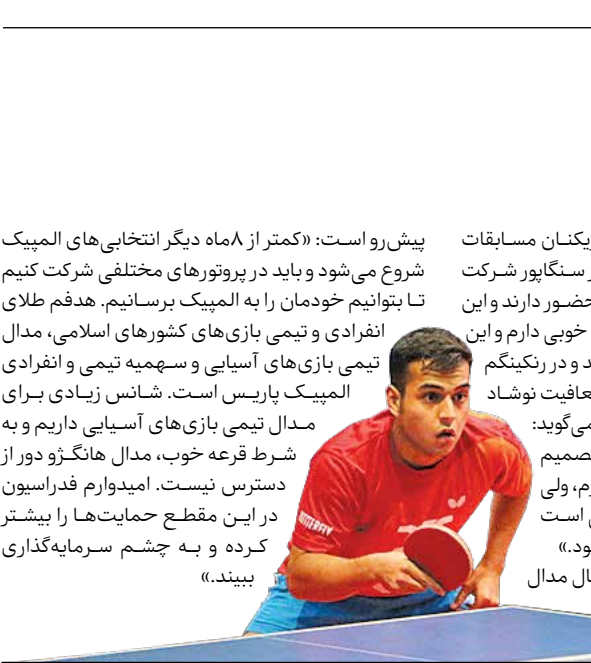 ریکنان مسابقات
ر سنگاپور شرکت
حضور دارند و این
خوبی دارم و این
د و در رنکینگم
عافیت نوشاد
می‌گوید:
صمیم
رم، ولی
است
ود.»
ال مدال
پیش‌رو است: «کمتر از ۸ماه دیگر انتخابی‌های المپیک
شروع می‌شود و باید در پروتورهای مختلفی شرکت کنیم
تا بتوانیم خودمان را به المپیک برسانیم. هدفم طلای
انفرادی و تیمی بازی‌های کشورهای اسلامی، مدال
تیمی بازی‌های آسیایی و سهمیه تیمی و انفرادی
المپیک پاریس است. شانس زیادی برای
مدال تیمی بازی‌های آسیایی داریم و به
شرط قرعه خوب، مدال هانگژو دور از
دسترس نیست. امیدوارم فدراسیون
در این مقطع حمایت‌ها را بیشتر
کرده و به چشم سرمایه‌گذاری
ببیند.»
BUTTERFLY